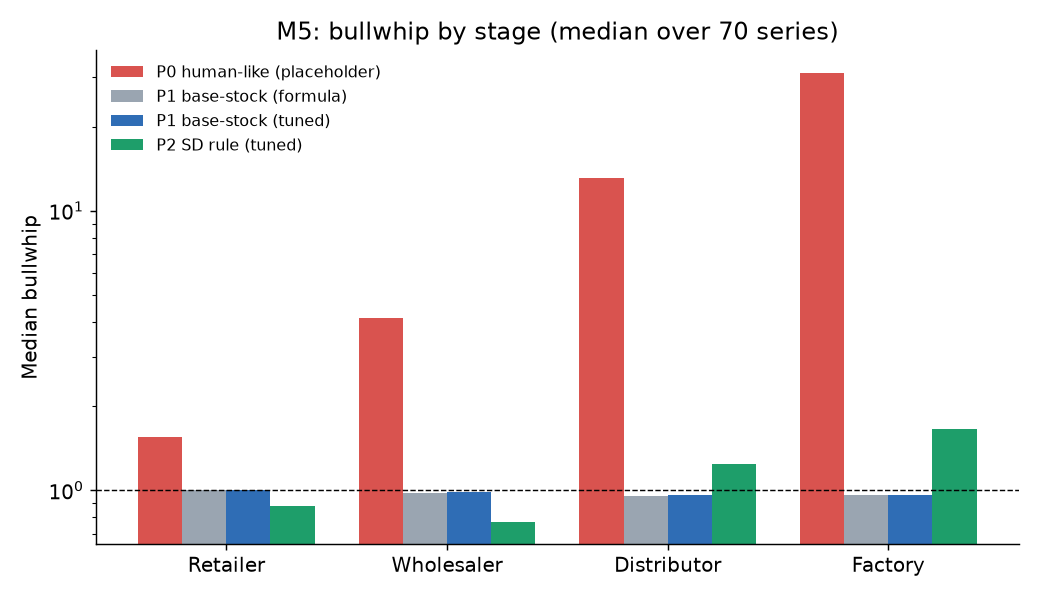 M5: bullwhip by stage (median over 70 series)
P0 human-like (placeholder)
P1 base-stock (formula)
P1 base-stock (tuned)
P2 SD rule (tuned)
Median bullwhip
10¹
10⁰
Retailer
Wholesaler
Distributor
Factory